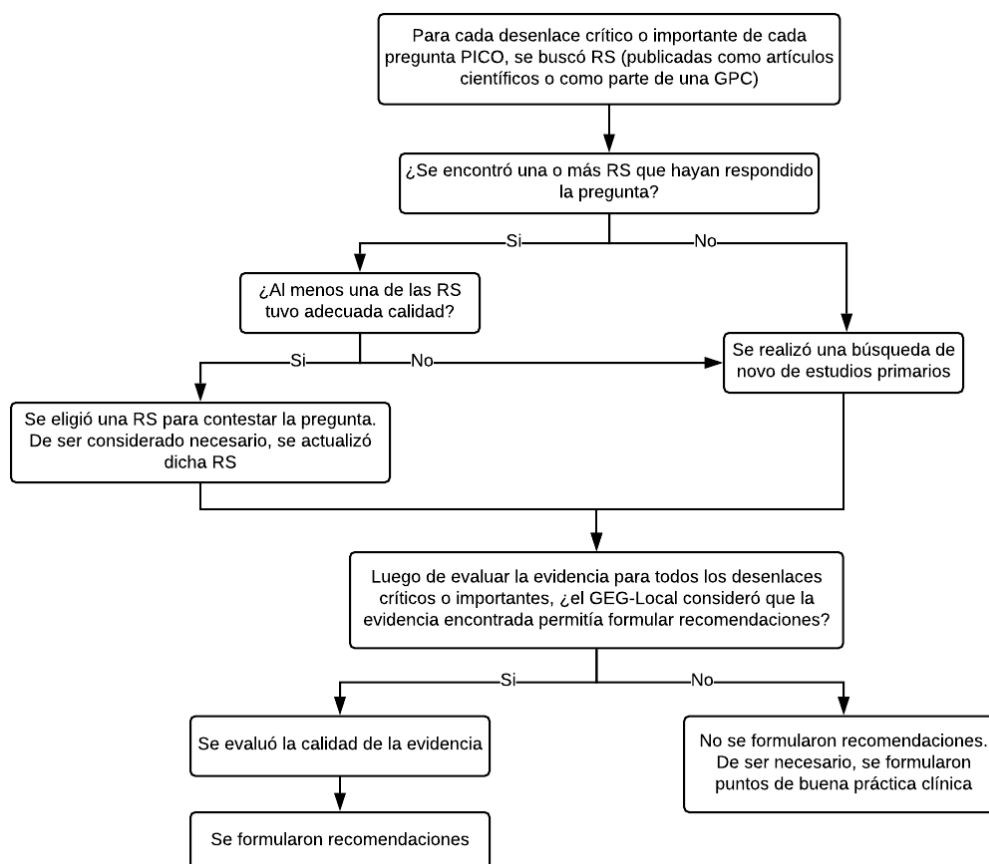 Para cada desenlace crítico o importante de cada
pregunta PICO, se buscó RS (publicadas como artículos
científicos o como parte de una GPC)
¿Se encontró una o más RS que hayan respondido
la pregunta?
Si
No
¿Al menos una de las RS
tuvo adecuada calidad?
Si
No
Se realizó una búsqueda de
novo de estudios primarios
Se eligió una RS para contestar la pregunta.
De ser considerado necesario, se actualizó
dicha RS
Luego de evaluar la evidencia para todos los desenlaces
críticos o importantes, ¿el GEG-Local consideró que la
evidencia encontrada permitía formular recomendaciones?
Si
No
Se evaluó la calidad de la evidencia
No se formularon recomendaciones.
De ser necesario, se formularon
puntos de buena práctica clínica
Se formularon recomendaciones